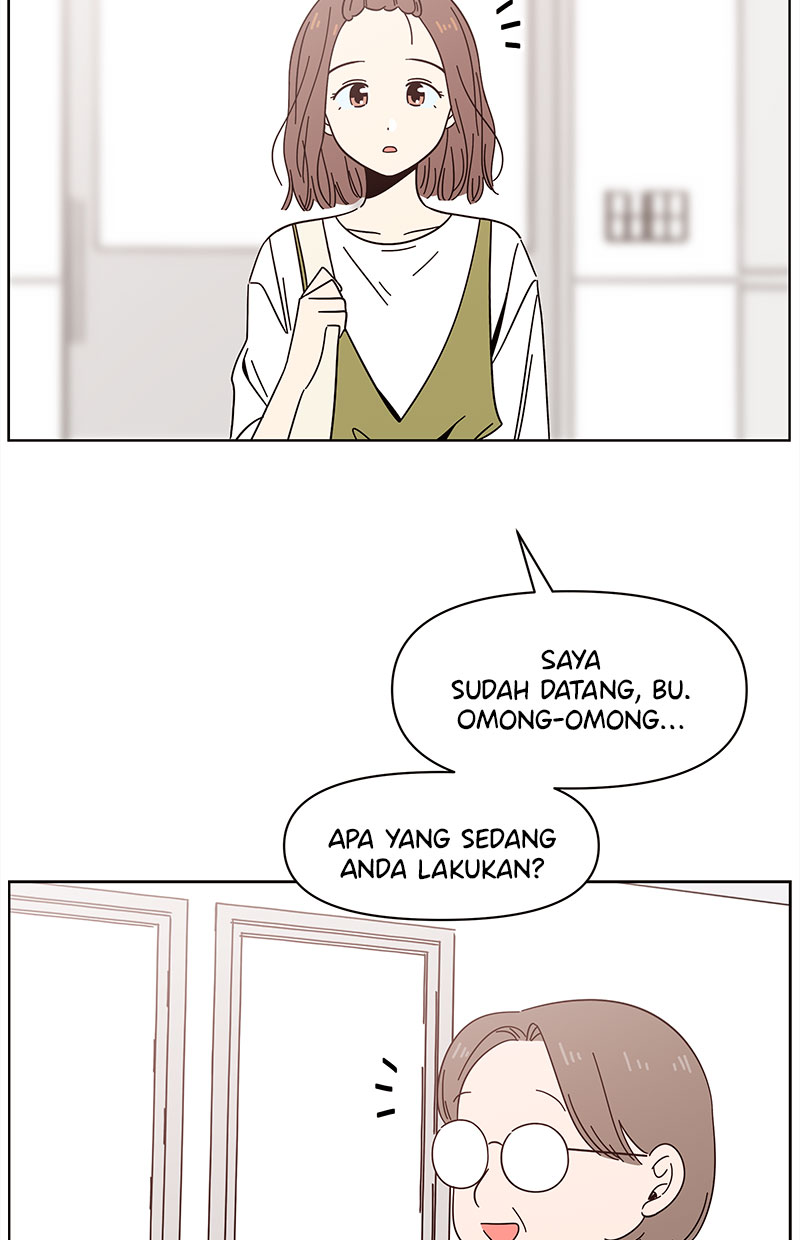 SAYA
SUDAH DATANG, BU.
OMONG-OMONG...
APA YANG SEDANG
ANDA LAKUKAN?